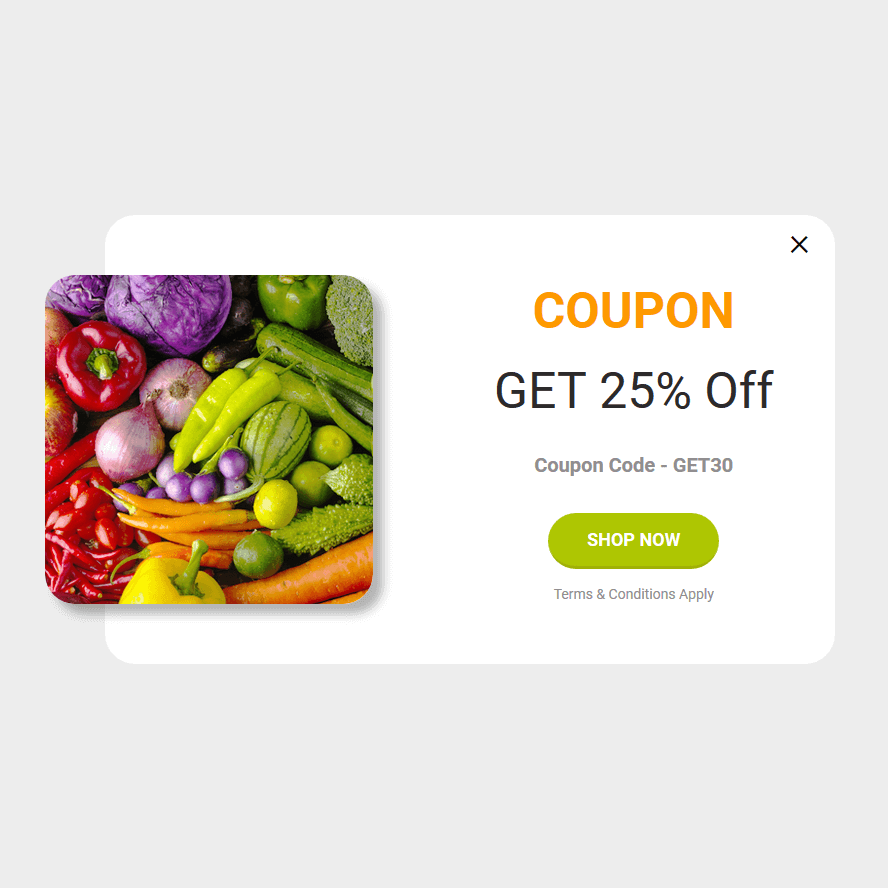 COUPON
GET 25% Off
Coupon Code - GET30
SHOP NOW
Terms & Conditions Apply